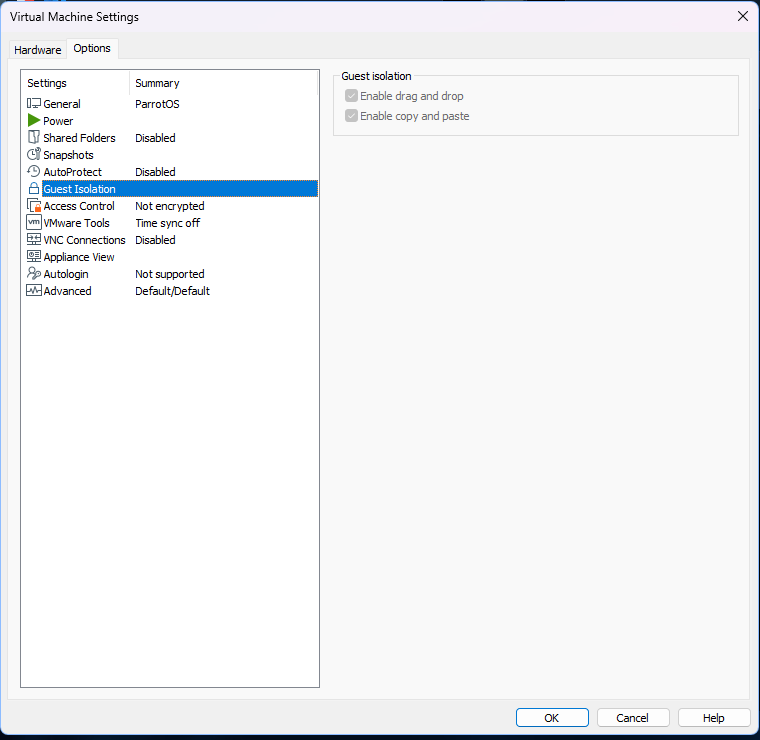 Virtual Machine Settings
Hardware Options
Settings Summary
General ParrotOS
Power
Shared Folders Disabled
Snapshots
AutoProtect Disabled
Guest Isolation
Access Control Not encrypted
vm VMware Tools Time sync off
VNC Connections Disabled
Appliance View
Autologin Not supported
Advanced Default/Default
Guest isolation
Enable drag and drop
Enable copy and paste
OK Cancel Help